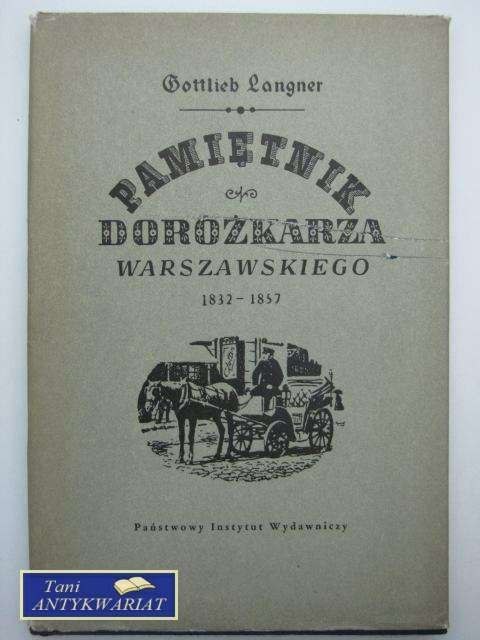 Gottlieb Langner
PAMIĘTNIK
DOROŻKARZA
WARSZAWSKIEGO
1832 - 1857
Państwowy Instytut Wydawniczy
Tani
ANTYKWARIAT